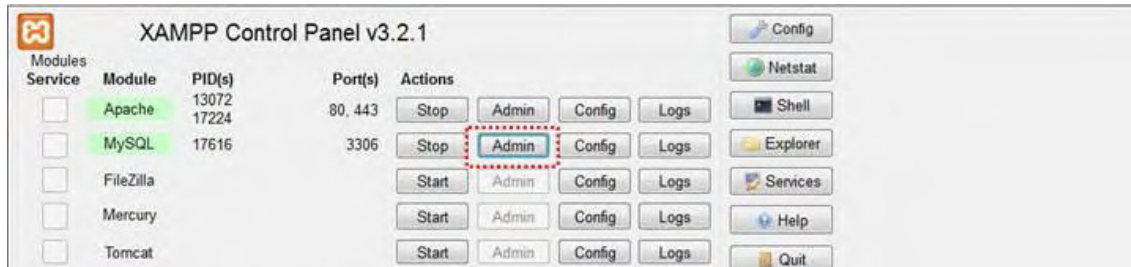 XAMPP Control Panel v3.2.1
Config
Modules
Service Module PID(s) Port(s) Actions
Netstat
Apache 13072 17224 80, 443 Stop Admin Config Logs
Shell
MySQL 17616 3306 Stop Admin Config Logs
Explorer
FileZilla Start Admin Config Logs
Services
Mercury Start Admin Config Logs
Help
Tomcat Start Admin Config Logs
Quit